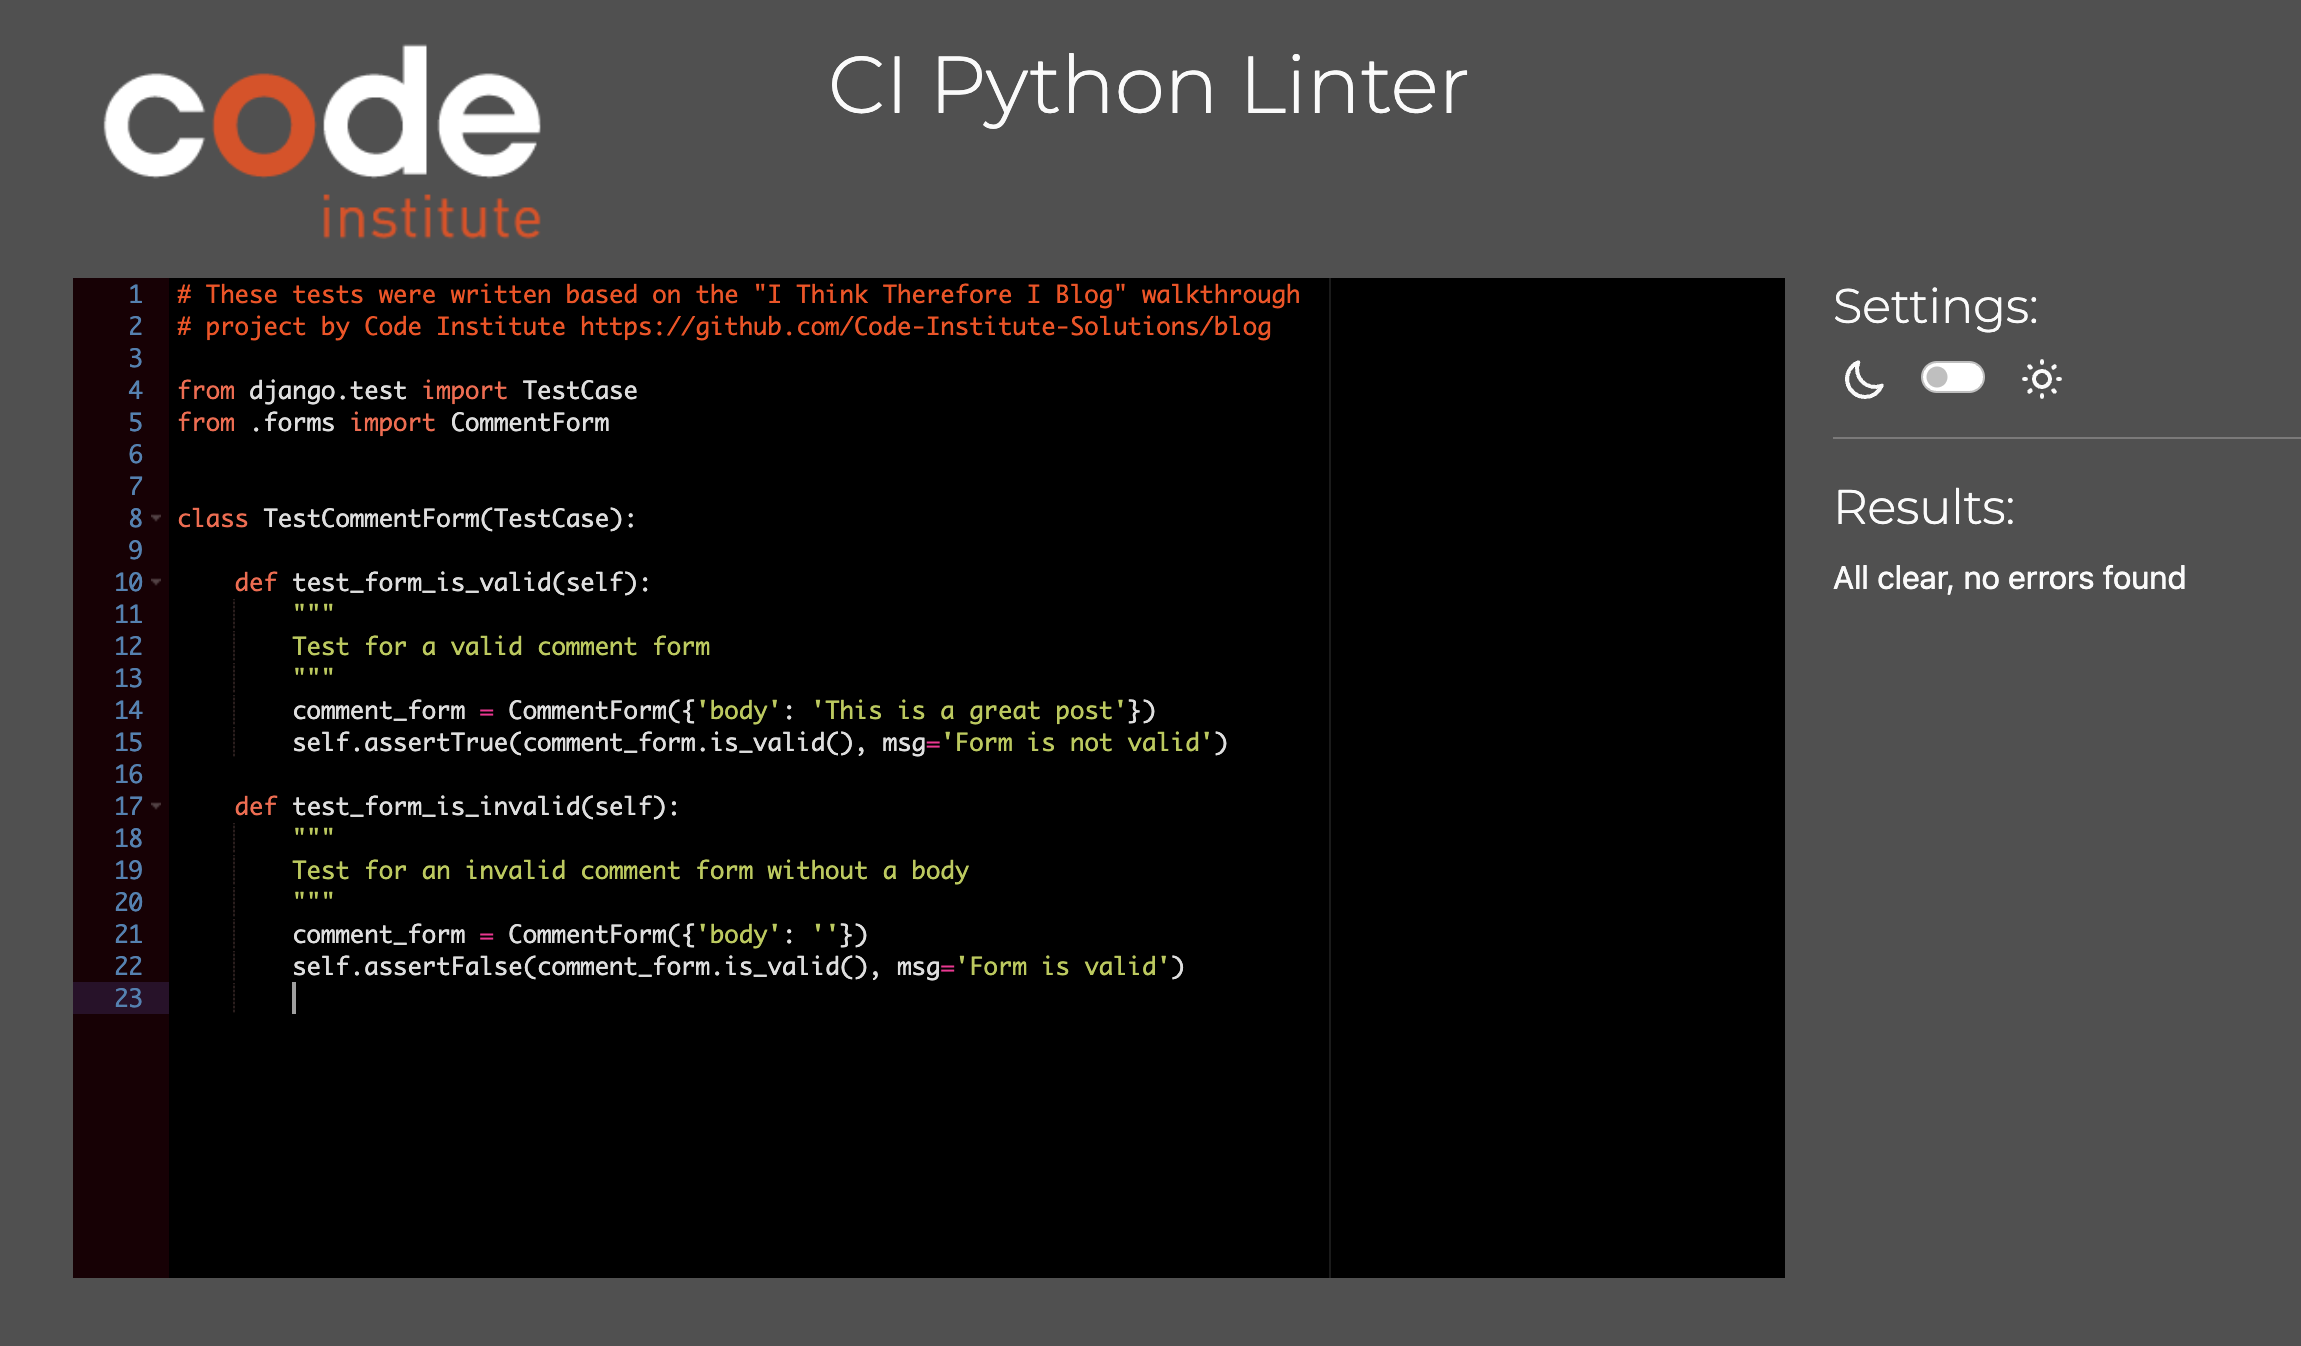 code
institute
CI Python Linter
1 # These tests were written based on the "I Think Therefore I Blog" walkthrough
2 # project by Code Institute https://github.com/Code-Institute-Solutions/blog
3
4 from django.test import TestCase
5 from .forms import CommentForm
6
7
8 class TestCommentForm(TestCase):
9
10     def test_form_is_valid(self):
11         """
12         Test for a valid comment form
13         """
14         comment_form = CommentForm({'body': 'This is a great post'})
15         self.assertTrue(comment_form.is_valid(), msg='Form is not valid')
16
17     def test_form_is_invalid(self):
18         """
19         Test for an invalid comment form without a body
20         """
21         comment_form = CommentForm({'body': ''})
22         self.assertFalse(comment_form.is_valid(), msg='Form is valid')
23
Settings:
Results:
All clear, no errors found